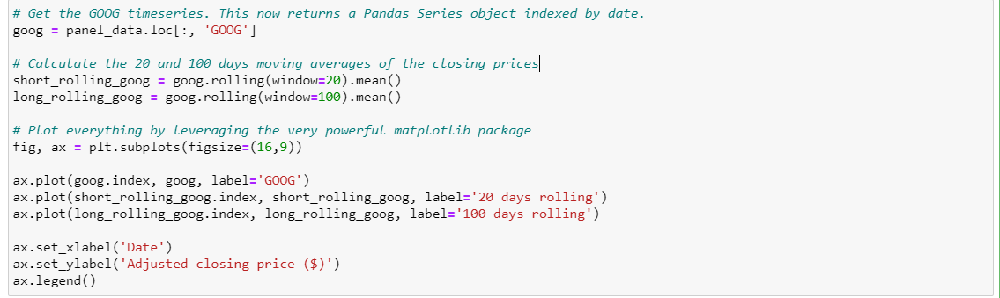 # Get the GOOG timeseries. This now returns a Pandas Series object indexed by date.
goog = panel_data.loc[:, 'GOOG']
# Calculate the 20 and 100 days moving averages of the closing prices
short_rolling_goog = goog.rolling(window=20).mean()
long_rolling_goog = goog.rolling(window=100).mean()
# Plot everything by leveraging the very powerful matplotlib package
fig, ax = plt.subplots(figsize=(16,9))
ax.plot(goog.index, goog, label='GOOG')
ax.plot(short_rolling_goog.index, short_rolling_goog, label='20 days rolling')
ax.plot(long_rolling_goog.index, long_rolling_goog, label='100 days rolling')
ax.set_xlabel('Date')
ax.set_ylabel('Adjusted closing price ($)')
ax.legend()